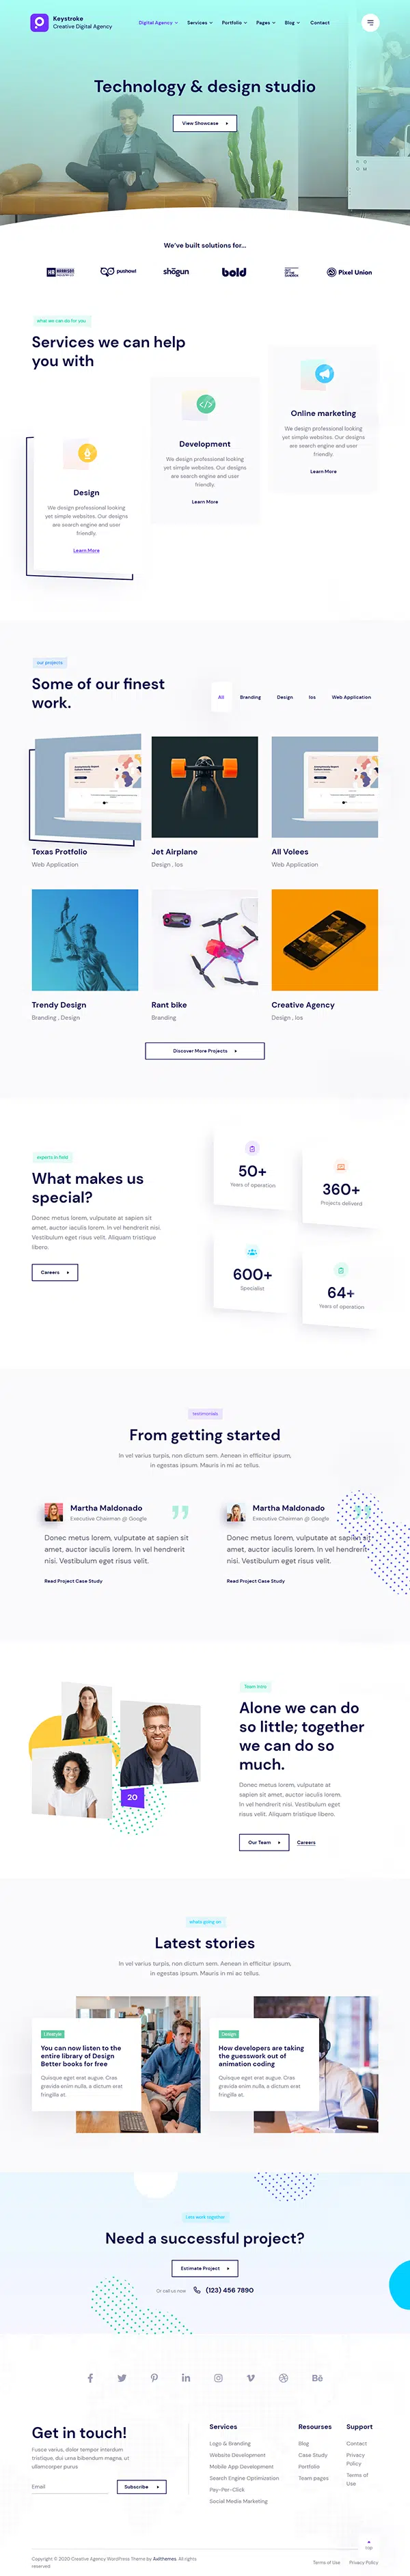 Keystroke
Creative Digital Agency
Digital Agency
Services
Portfolio
Pages
Blog
Contact
Technology & design studio
View Showcase
We've built solutions for...
pushowl
shōgun
bold
Pixel Union
what we can do for you
Services we can help
you with
Online marketing
We design professional looking
yet simple websites. Our designs
are search engine and user
friendly.
Learn More
Development
We design professional looking
yet simple websites. Our designs
are search engine and user
friendly.
Learn More
Design
We design professional looking
yet simple websites. Our designs
are search engine and user
friendly.
Learn More
our projects
Some of our finest
work.
All
Branding
Design
Ios
Web Application
Texas Protfolio
Web Application
Jet Airplane
Design , Ios
All Volees
Web Application
Trendy Design
Branding , Design
Rant bike
Branding
Creative Agency
Design , Ios
Discover More Projects
experts in field
What makes us
special?
Donec metus lorem, vulputate at sapien sit
amet, auctor iaculis lorem. In vel hendrerit nisi.
Vestibulum eget risus velit. Aliquam tristique
libero.
Careers
50+
Years of operation
360+
Projects deliverd
600+
Specialist
64+
Years of operation
testimonials
From getting started
In vel varius turpis, non dictum sem. Aenean in efficitur ipsum,
in egestas ipsum. Mauris in mi ac tellus.
Martha Maldonado
Executive Chairman @ Google
Donec metus lorem, vulputate at sapien sit
amet, auctor iaculis lorem. In vel hendrerit
nisi. Vestibulum eget risus velit.
Read Project Case Study
Martha Maldonado
Executive Chairman @ Google
Donec metus lorem, vulputate at sapien sit
amet, auctor iaculis lorem. In vel hendrerit
nisi. Vestibulum eget risus velit.
Read Project Case Study
20
Team Intro
Alone we can do
so little; together
we can do so
much.
Donec metus lorem, vulputate at
sapien sit amet, auctor iaculis lorem.
In vel hendrerit nisi. Vestibulum eget
risus velit. Aliquam tristique libero.
Our Team
Careers
whats going on
Latest stories
In vel varius turpis, non dictum sem. Aenean in efficitur ipsum,
in egestas ipsum. Mauris in mi ac tellus.
Lifestyle
You can now listen to the
entire library of Design
Better books for free
Quisque eget erat augue. Cras
gravida enim nulla, a dictum eret
fringilla at.
Design
How developers are taking
the guesswork out of
animation coding
Quisque eget erat augue. Cras
gravida enim nulla, a dictum eret
fringilla at.
Lets work together
Need a successful project?
Estimate Project
Or call us now
(123) 456 7890
Get in touch!
Fusce varius, dolor tempor interdum
tristique, dui urna bibendum magna, ut
ullamcorper purus
Email
Subscribe
Services
Logo & Branding
Website Development
Mobile App Development
Search Engine Optimization
Pay-Per-Click
Social Media Marketing
Resourses
Blog
Case Study
Portfolio
Team pages
Support
Contact
Privacy
Policy
Terms of
Use
top
Copyright © 2020 Creative Agency WordPress Theme by Axilthemes. All rights
reserved.
Terms of Use
Privacy Policy